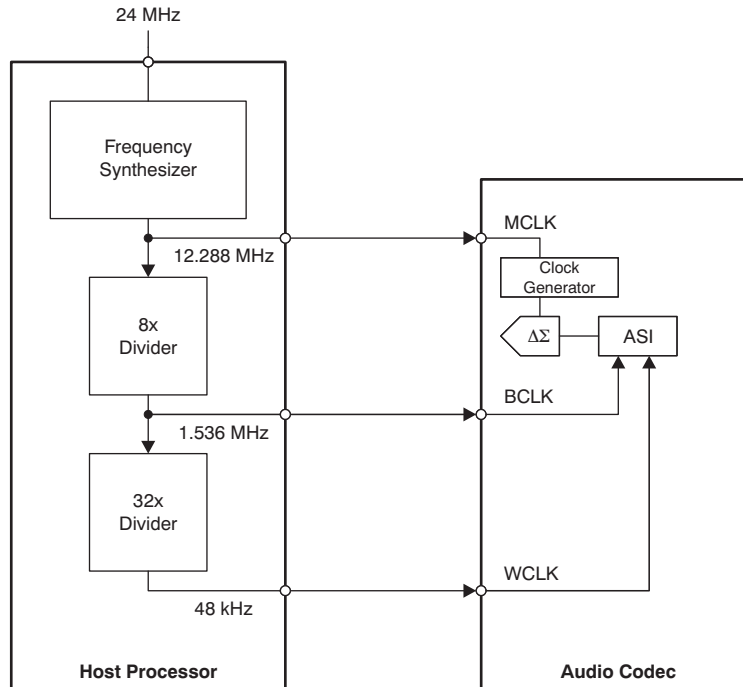 24 MHz
Frequency
Synthesizer
MCLK
12.288 MHz
Clock
Generator
8x
Divider
ΔΣ
ASI
BCLK
1.536 MHz
32x
Divider
WCLK
48 kHz
Host Processor
Audio Codec